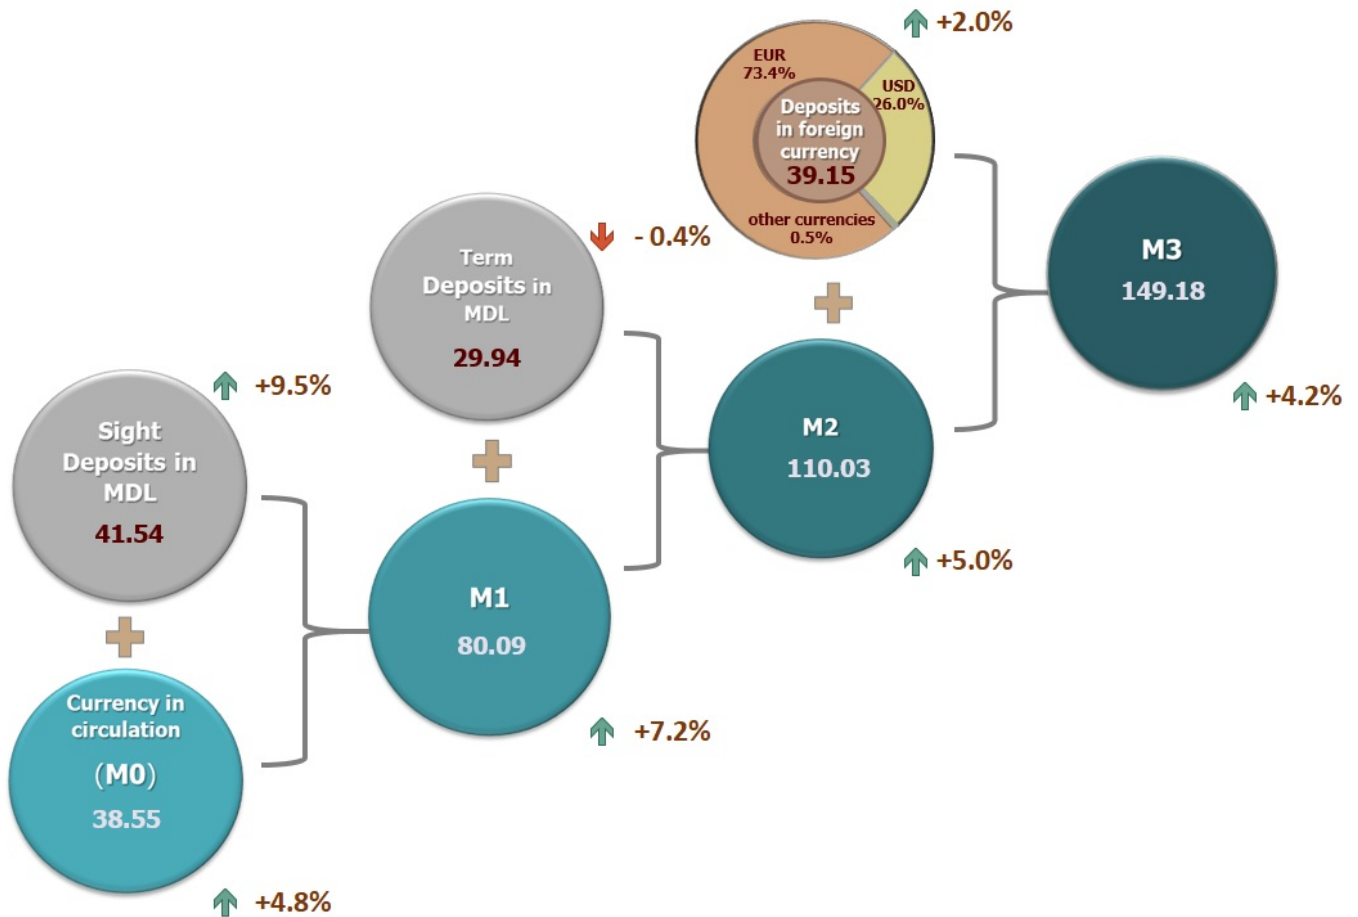 +2.0%
EUR
73.4%
USD
26.0%
Deposits
in foreign
currency
39.15
other currencies
0.5%
M3
149.18
+4.2%
- 0.4%
Term
Deposits in
MDL
29.94
M2
110.03
+5.0%
+9.5%
Sight
Deposits in
MDL
41.54
M1
80.09
+7.2%
Currency in
circulation
(M0)
38.55
+4.8%